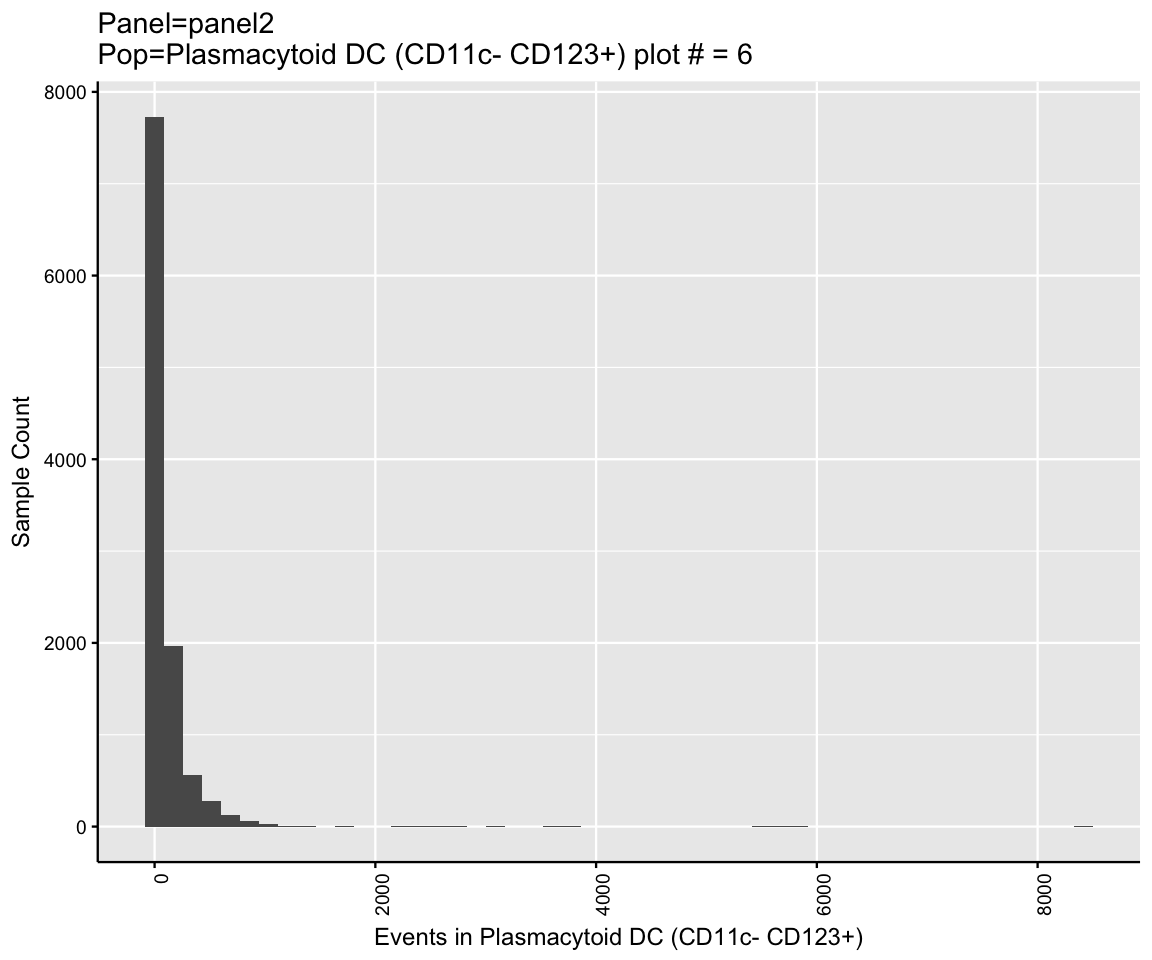 Panel=panel2
Pop=Plasmacytoid DC (CD11c- CD123+) plot # = 6
8000
6000
4000
2000
0
Sample Count
0
2000
4000
6000
8000
Events in Plasmacytoid DC (CD11c- CD123+)